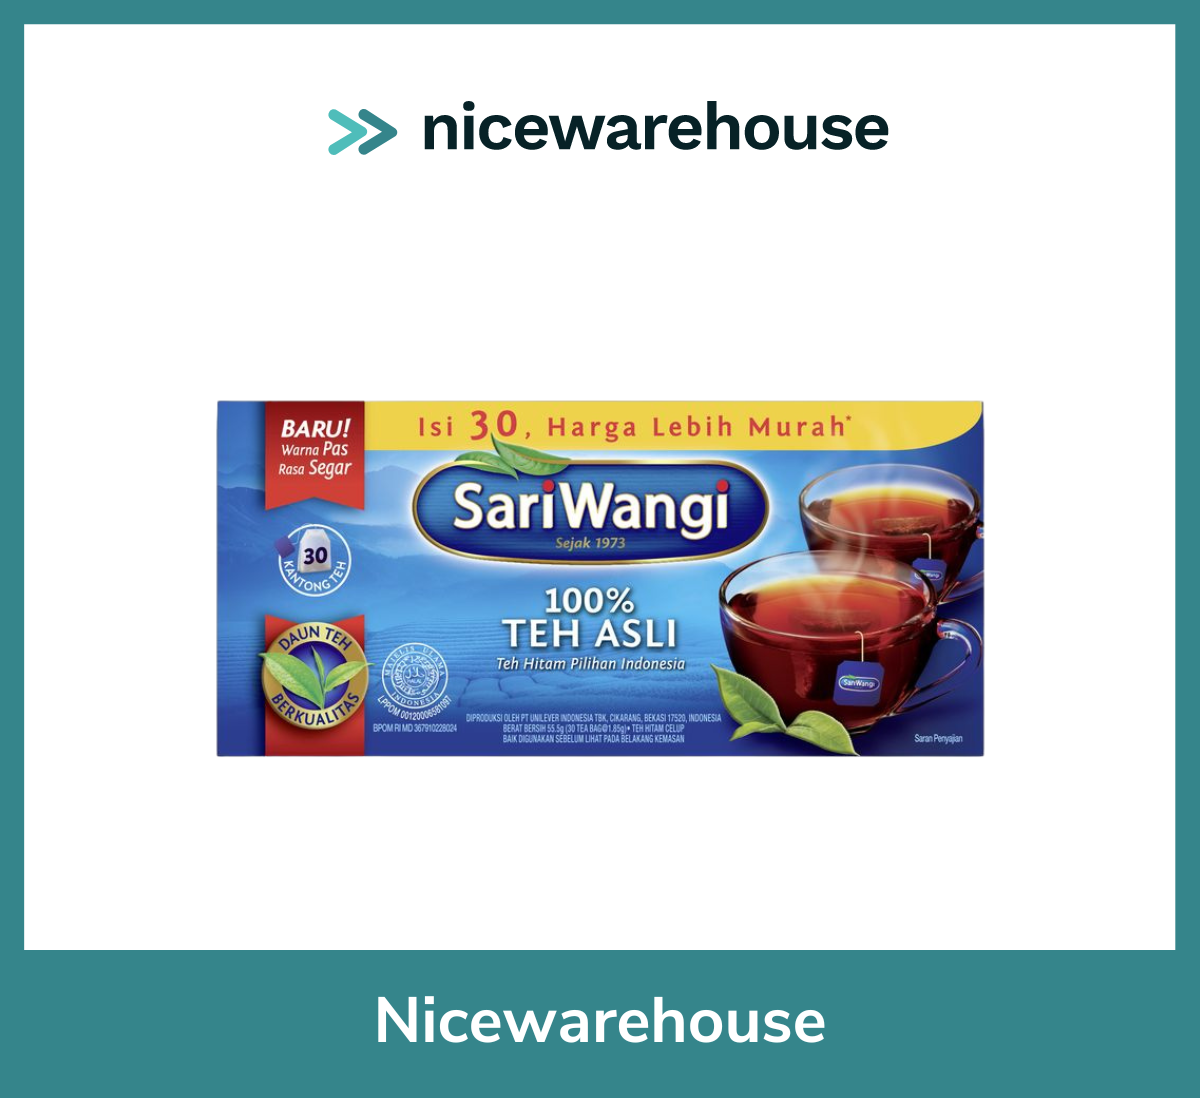 nicewarehouse
BARU!
Warna Pas
Rasa Segar
Isi 30, Harga Lebih Murah*
SariWangi
Sejak 1973
30
KANTONG TEH
100%
TEH ASLI
Teh Hitam Pilihan Indonesia
DAUN TEH
BERKUALITAS
MAJELIS ULAMA
INDONESIA
BPOM RI MD 367910228024
DIPRODUKSI OLEH PT UNILEVER INDONESIA TBK, CIKARANG, BEKASI 17520, INDONESIA
BERAT BERSIH 55.5g (30 TEA BAG@1,85g)• TEH HITAM CELUP
BAIK DIGUNAKAN SEBELUM LIHAT PADA BELAKANG KEMASAN
SariWangi
Saran Penyajian
Nicewarehouse